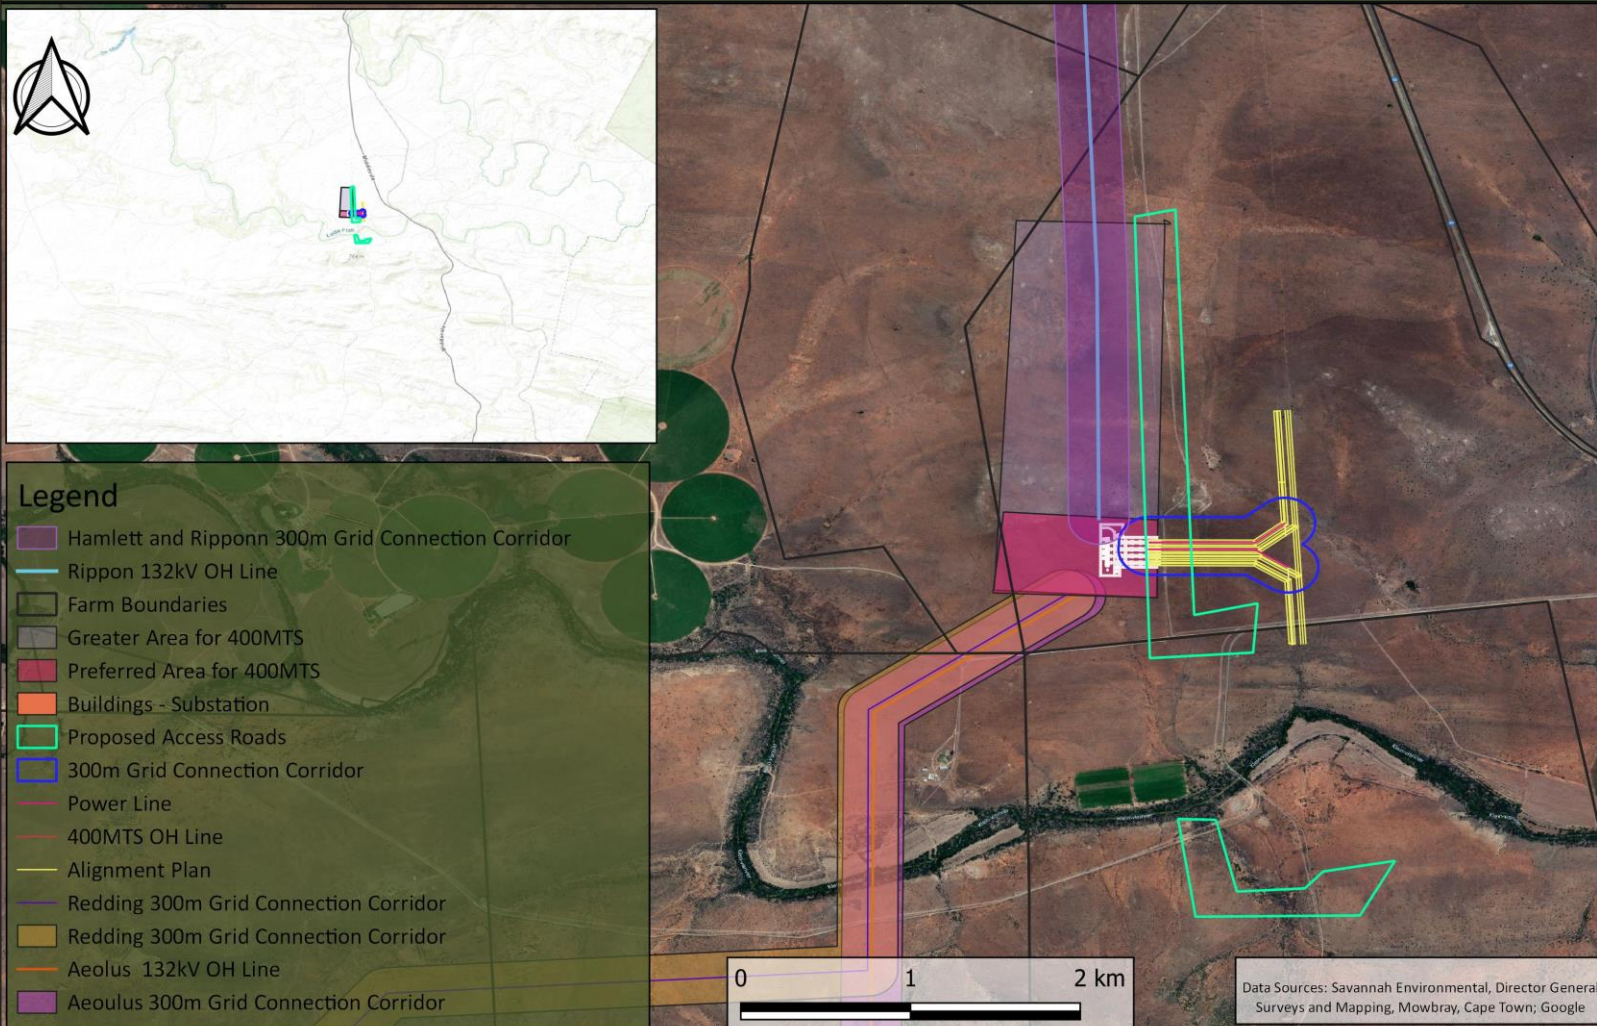 Legend
Hamlett and Ripponn 300m Grid Connection Corridor
Rippon 132kV OH Line
Farm Boundaries
Greater Area for 400MTS
Preferred Area for 400MTS
Buildings - Substation
Proposed Access Roads
300m Grid Connection Corridor
Power Line
400MTS OH Line
Alignment Plan
Redding 300m Grid Connection Corridor
Redding 300m Grid Connection Corridor
Aeolus 132kV OH Line
Aeoulus 300m Grid Connection Corridor
0 1 2 km
Data Sources: Savannah Environmental, Director General
Surveys and Mapping, Mowbray, Cape Town; Google